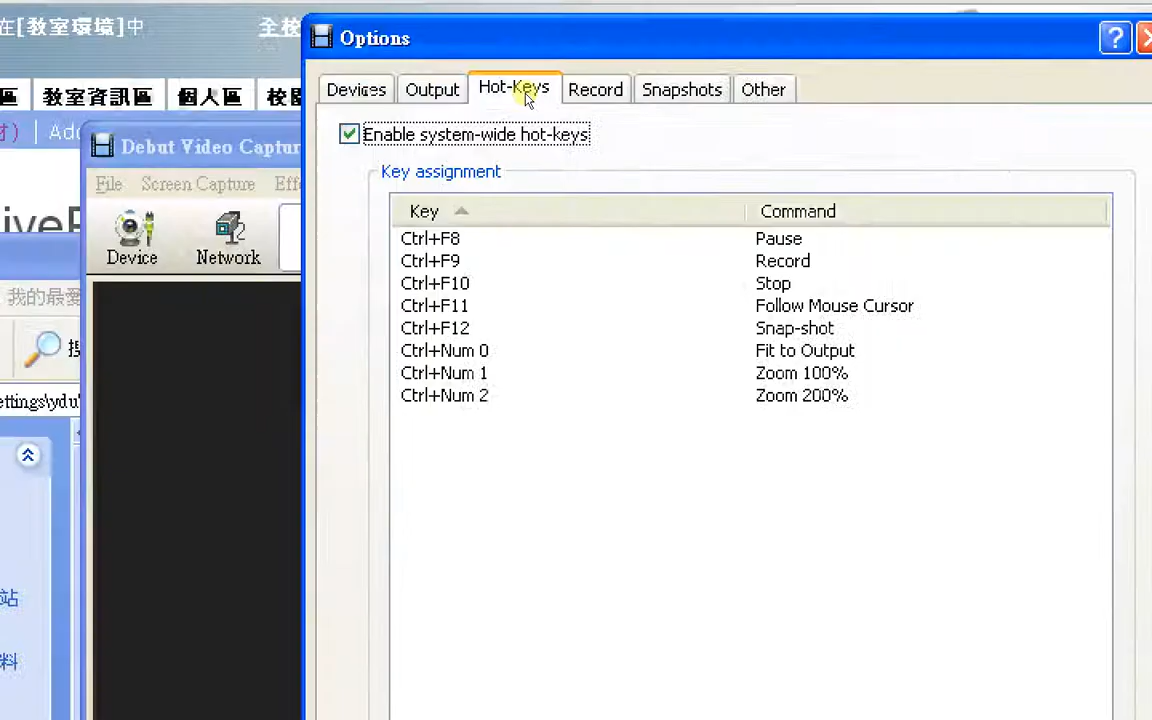 在[教室環境]中
全校
Options
?
區
教室資訊區
個人區
Devices
Output
Hot-Keys
Record
Snapshots
Other
Debut Video Captur
Enable system-wide hot-keys
File
Screen Capture
Effe
Key assignment
Device
Network
Key
Command
Ctrl+F8
Pause
Ctrl+F9
Record
Ctrl+F10
Stop
Ctrl+F11
Follow Mouse Cursor
Ctrl+F12
Snap-shot
Ctrl+Num 0
Fit to Output
Ctrl+Num 1
Zoom 100%
Ctrl+Num 2
Zoom 200%
我的最愛
ettings\ydu'
站
料